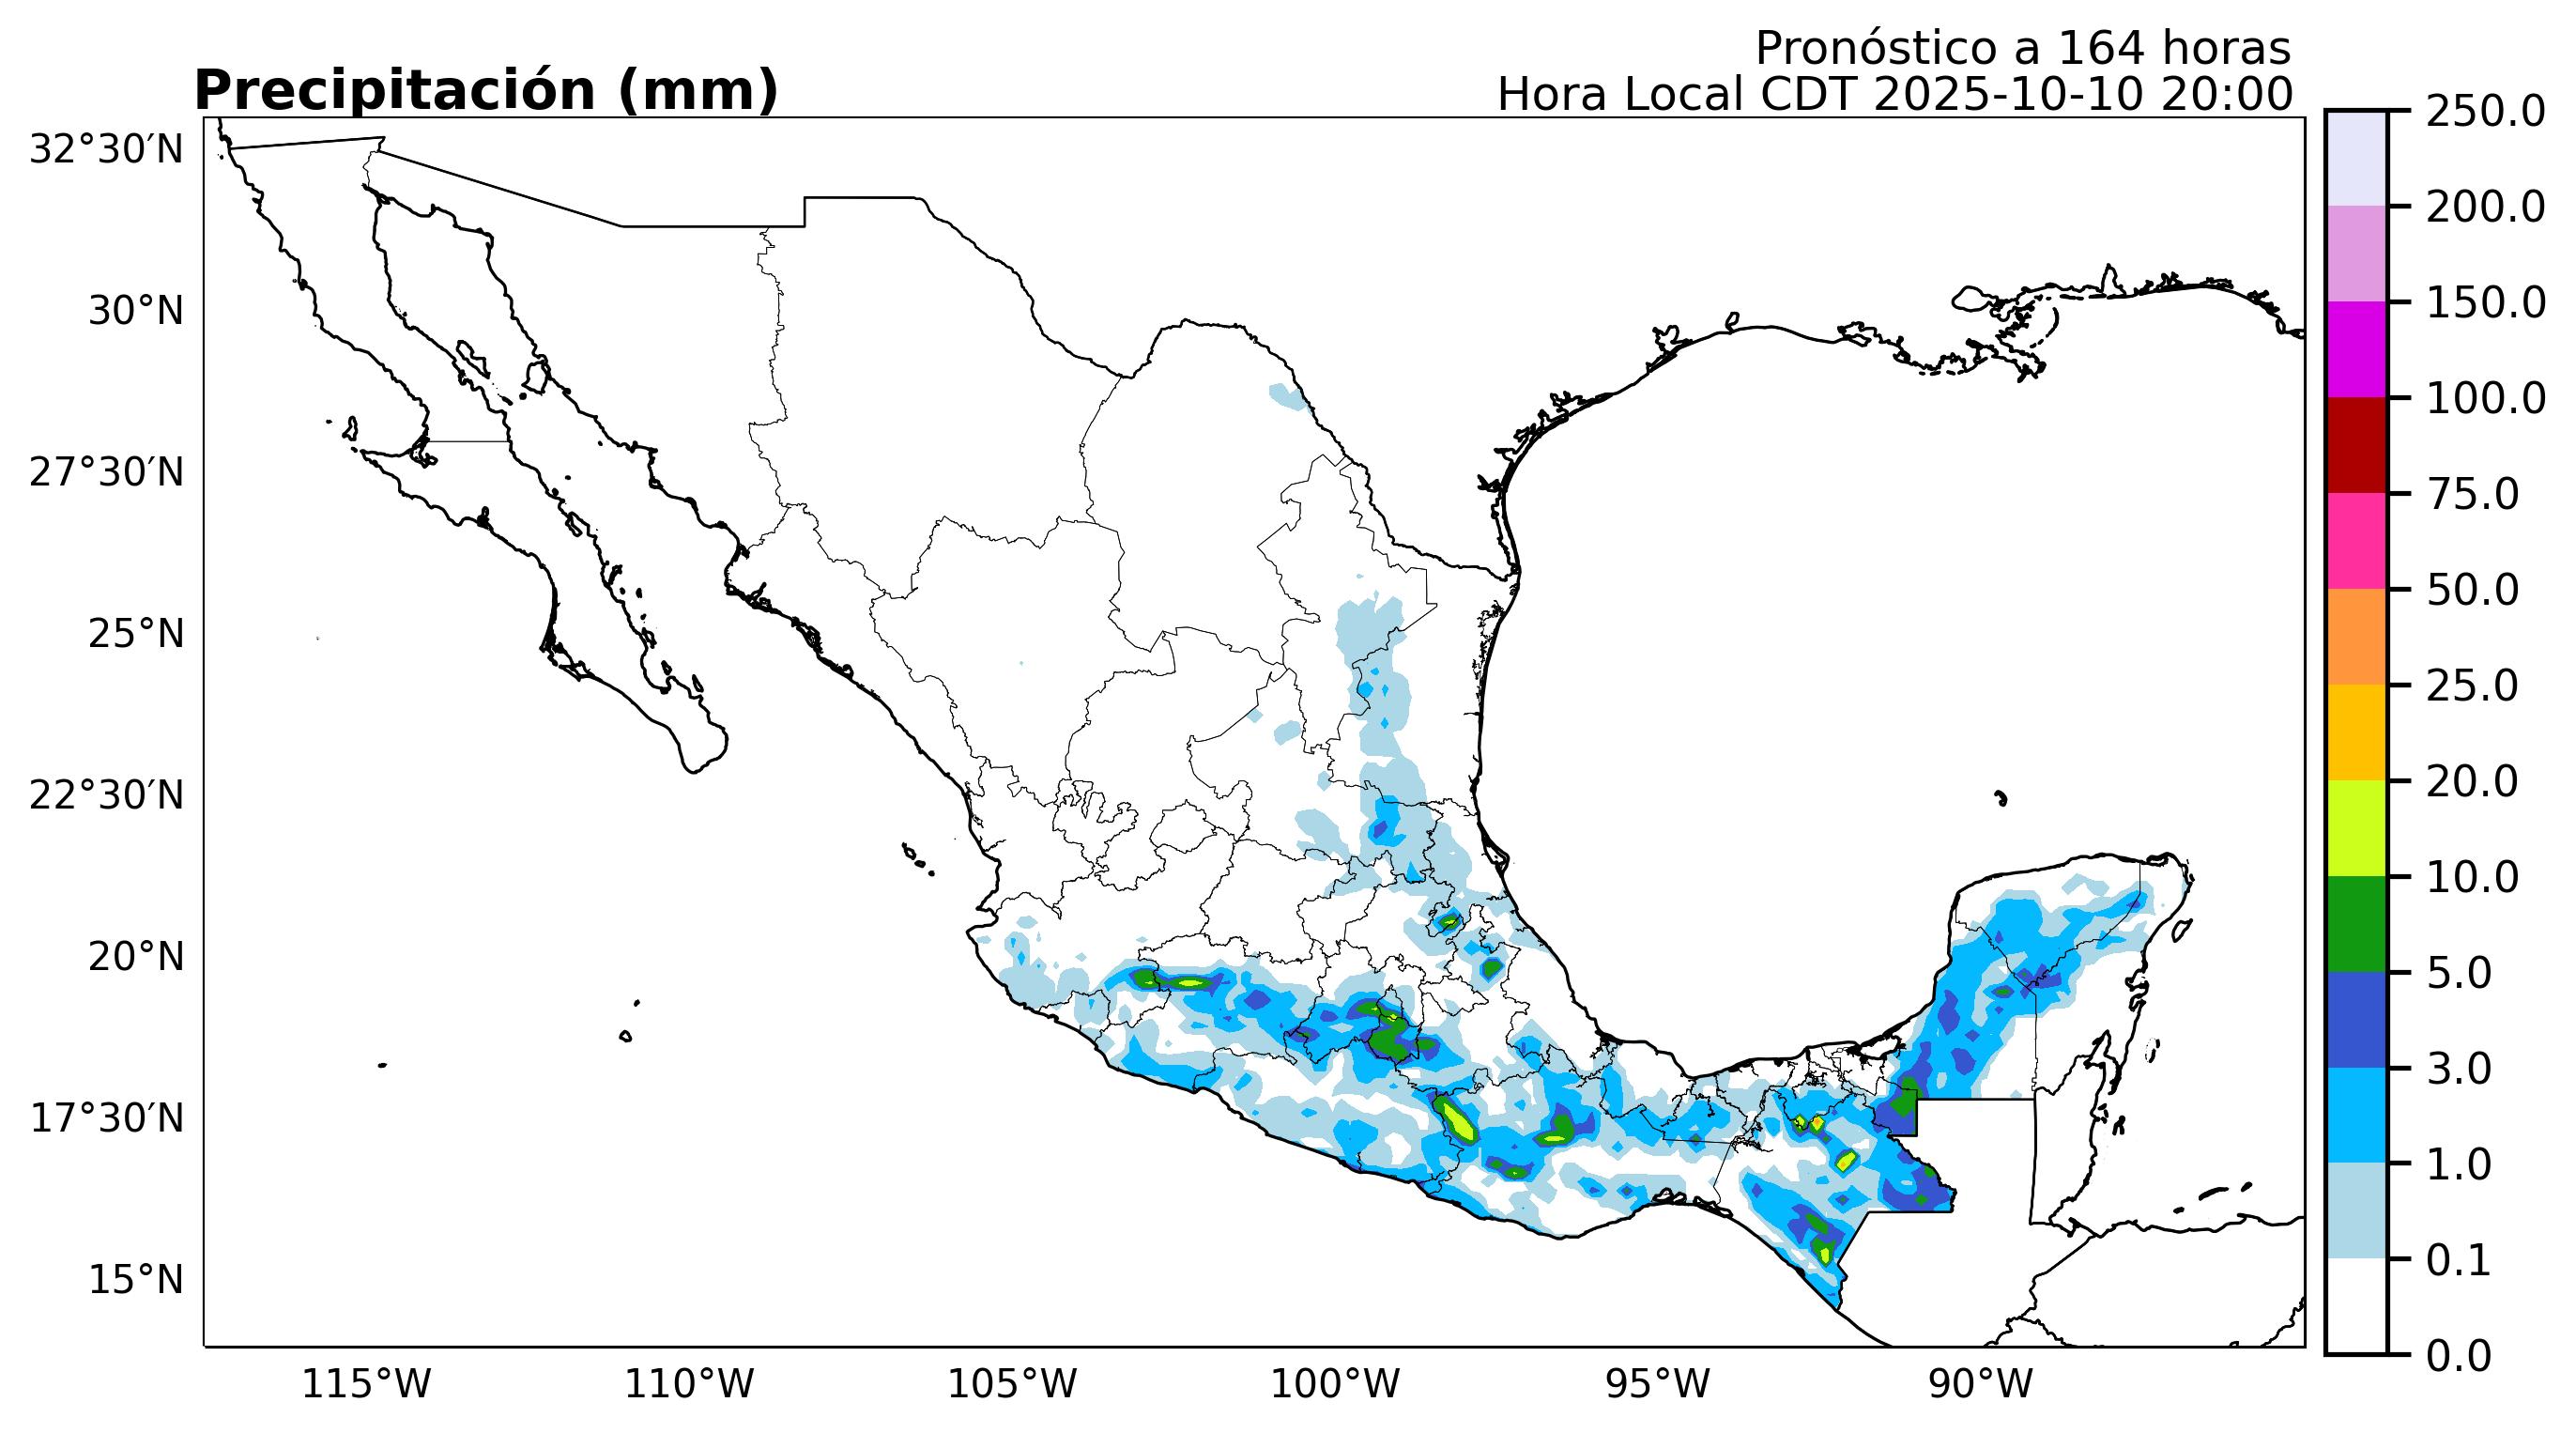 Pronóstico a 164 horas
Precipitación (mm)
Hora Local CDT 2025-10-10 20:00
32°30′N
30°N
27°30′N
25°N
22°30′N
20°N
17°30′N
15°N
115°W
110°W
105°W
100°W
95°W
90°W
250.0
200.0
150.0
100.0
75.0
50.0
25.0
20.0
10.0
5.0
3.0
1.0
0.1
0.0